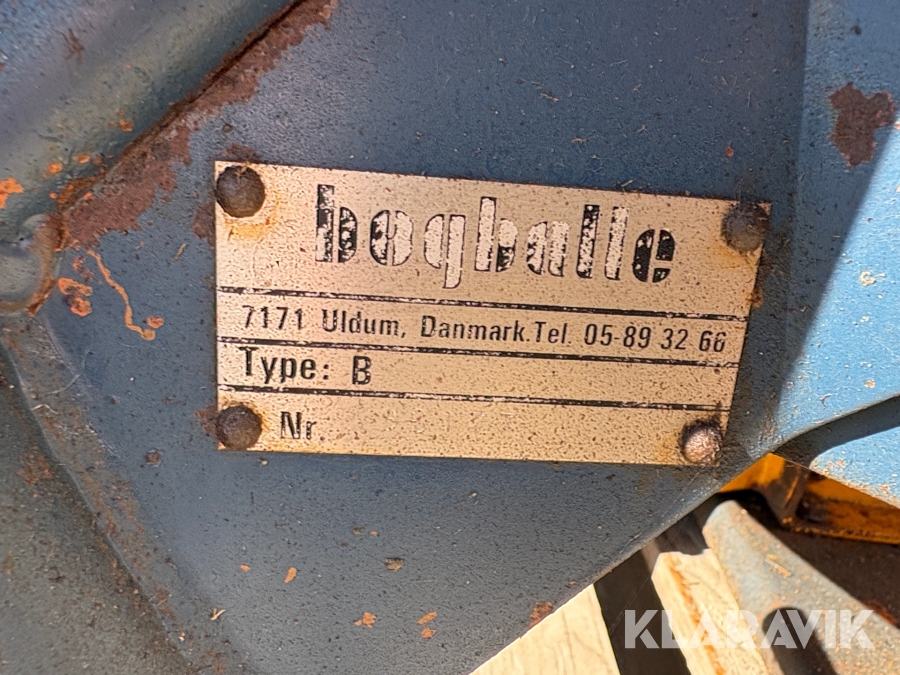 bogballe
7171 Uldum, Danmark. Tel. 05-89 32 66
Type: B
Nr.
KLARAVIK